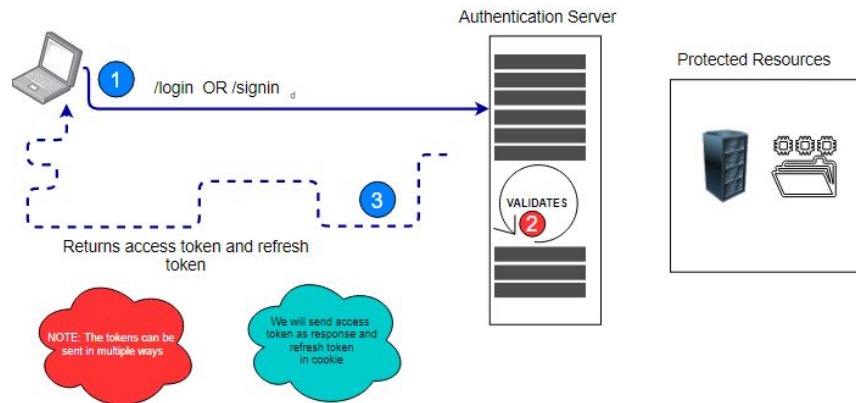 Authentication Server
Protected Resources
1
/login OR /signin
d
VALIDATES
2
3
Returns access token and refresh
token
NOTE: The tokens can be
sent in multiple ways
We will send access
token as response and
refresh token
in cookie